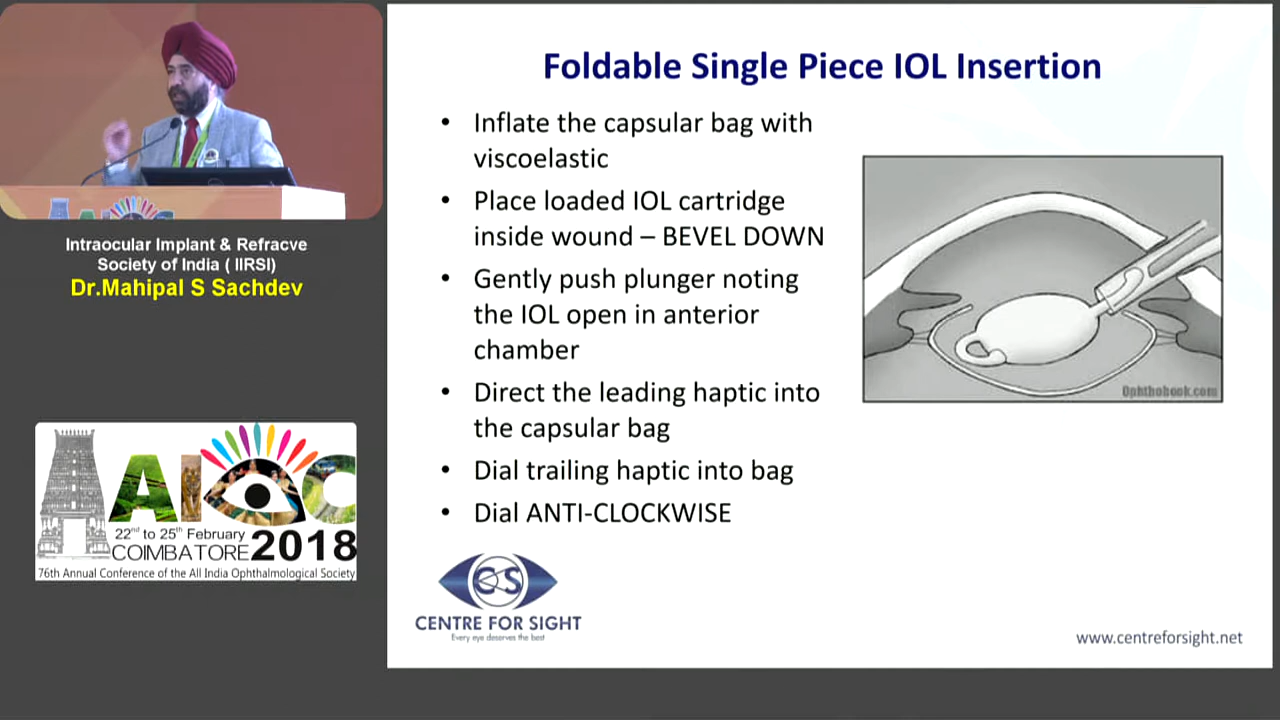 Foldable Single Piece IOL Insertion
• Inflate the capsular bag with
viscoelastic
• Place loaded IOL cartridge
inside wound – BEVEL DOWN
• Gently push plunger noting
the IOL open in anterior
chamber
• Direct the leading haptic into
the capsular bag
• Dial trailing haptic into bag
• Dial ANTI-CLOCKWISE
Ophthobook.com
CS
CENTRE FOR SIGHT
Every eye deserves the best
www.centreforsight.net
Intraocular Implant & Refracve
Society of India ( IIRSI)
Dr.Mahipal S Sachdev
AIOC
22nd to 25th February
COIMBATORE 2018
76th Annual Conference of the All India Ophthalmological Society
AIOC